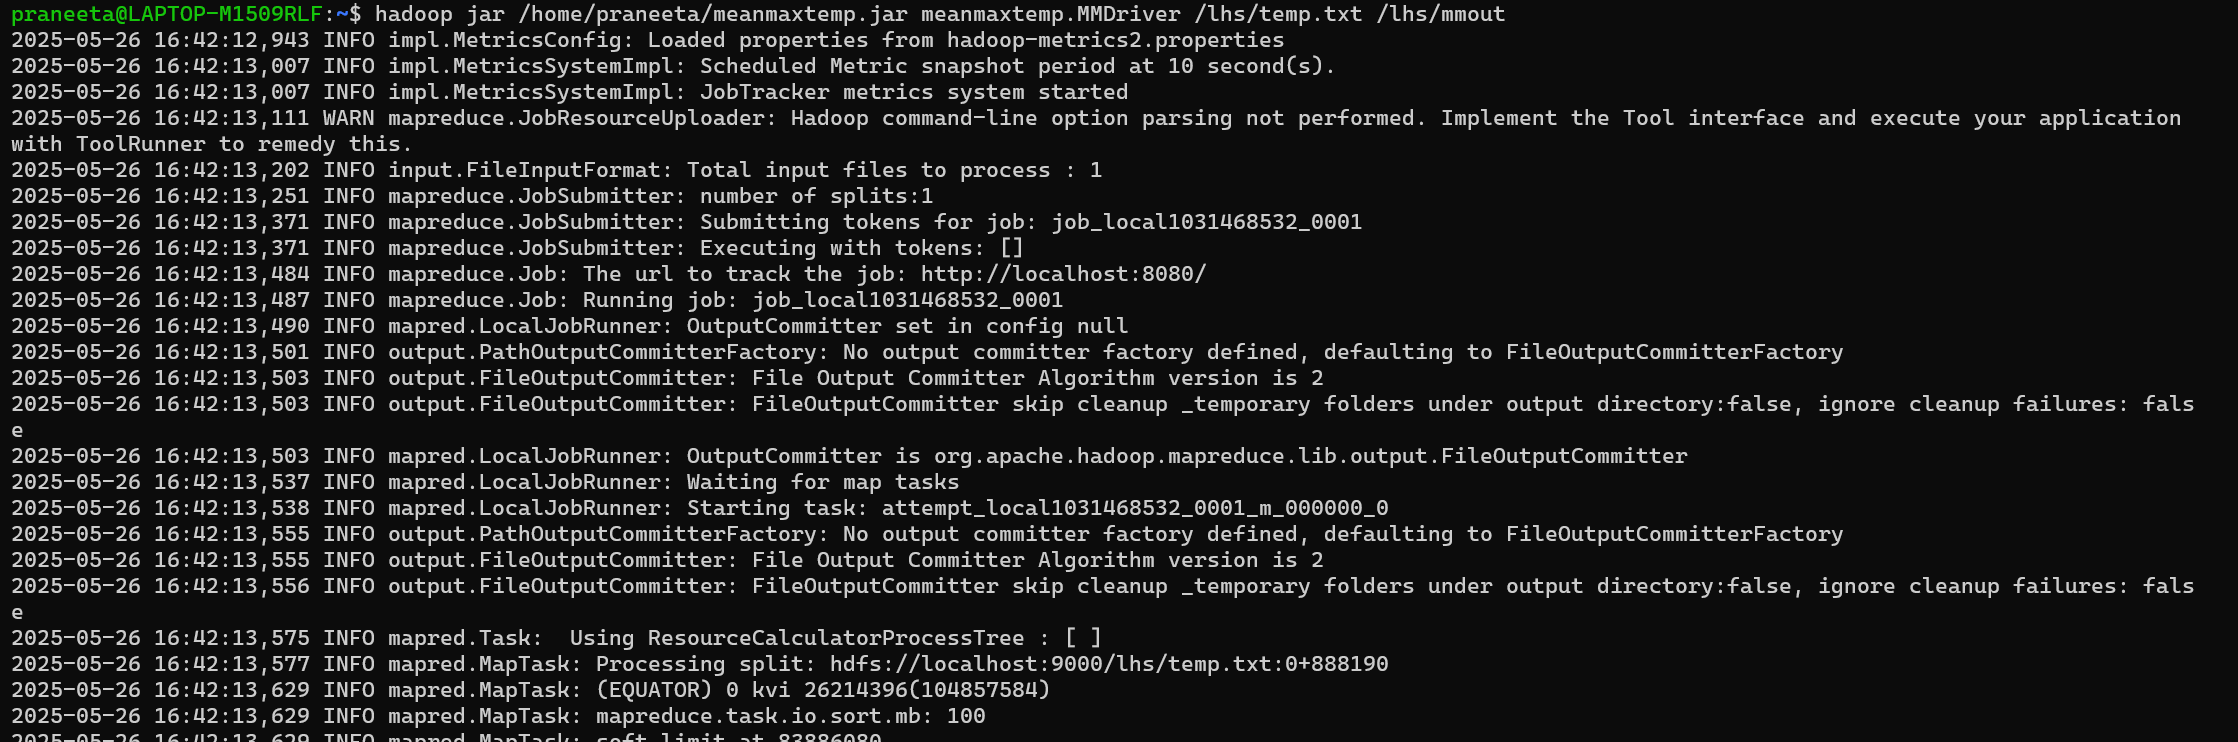 praneeta@LAPTOP-M1509RLF:~$ hadoop jar /home/praneeta/meanmaxtemp.jar meanmaxtemp.MMDriver /lhs/temp.txt /lhs/mmout
2025-05-26 16:42:12,943 INFO impl.MetricsConfig: Loaded properties from hadoop-metrics2.properties
2025-05-26 16:42:13,007 INFO impl.MetricsSystemImpl: Scheduled Metric snapshot period at 10 second(s).
2025-05-26 16:42:13,007 INFO impl.MetricsSystemImpl: JobTracker metrics system started
2025-05-26 16:42:13,111 WARN mapreduce.JobResourceUploader: Hadoop command-line option parsing not performed. Implement the Tool interface and execute your application
with ToolRunner to remedy this.
2025-05-26 16:42:13,202 INFO input.FileInputFormat: Total input files to process : 1
2025-05-26 16:42:13,251 INFO mapreduce.JobSubmitter: number of splits:1
2025-05-26 16:42:13,371 INFO mapreduce.JobSubmitter: Submitting tokens for job: job_local1031468532_0001
2025-05-26 16:42:13,371 INFO mapreduce.JobSubmitter: Executing with tokens: []
2025-05-26 16:42:13,484 INFO mapreduce.Job: The url to track the job: http://localhost:8080/
2025-05-26 16:42:13,487 INFO mapreduce.Job: Running job: job_local1031468532_0001
2025-05-26 16:42:13,490 INFO mapred.LocalJobRunner: OutputCommitter set in config null
2025-05-26 16:42:13,501 INFO output.PathOutputCommitterFactory: No output committer factory defined, defaulting to FileOutputCommitterFactory
2025-05-26 16:42:13,503 INFO output.FileOutputCommitter: File Output Committer Algorithm version is 2
2025-05-26 16:42:13,503 INFO output.FileOutputCommitter: FileOutputCommitter skip cleanup _temporary folders under output directory:false, ignore cleanup failures: fals
e
2025-05-26 16:42:13,503 INFO mapred.LocalJobRunner: OutputCommitter is org.apache.hadoop.mapreduce.lib.output.FileOutputCommitter
2025-05-26 16:42:13,537 INFO mapred.LocalJobRunner: Waiting for map tasks
2025-05-26 16:42:13,538 INFO mapred.LocalJobRunner: Starting task: attempt_local1031468532_0001_m_000000_0
2025-05-26 16:42:13,555 INFO output.PathOutputCommitterFactory: No output committer factory defined, defaulting to FileOutputCommitterFactory
2025-05-26 16:42:13,555 INFO output.FileOutputCommitter: File Output Committer Algorithm version is 2
2025-05-26 16:42:13,556 INFO output.FileOutputCommitter: FileOutputCommitter skip cleanup _temporary folders under output directory:false, ignore cleanup failures: fals
e
2025-05-26 16:42:13,575 INFO mapred.Task:  Using ResourceCalculatorProcessTree : [ ]
2025-05-26 16:42:13,577 INFO mapred.MapTask: Processing split: hdfs://localhost:9000/lhs/temp.txt:0+888190
2025-05-26 16:42:13,629 INFO mapred.MapTask: (EQUATOR) 0 kvi 26214396(104857584)
2025-05-26 16:42:13,629 INFO mapred.MapTask: mapreduce.task.io.sort.mb: 100
2025-05-26 16:42:13,629 INFO mapred.MapTask: soft limit at 83886080